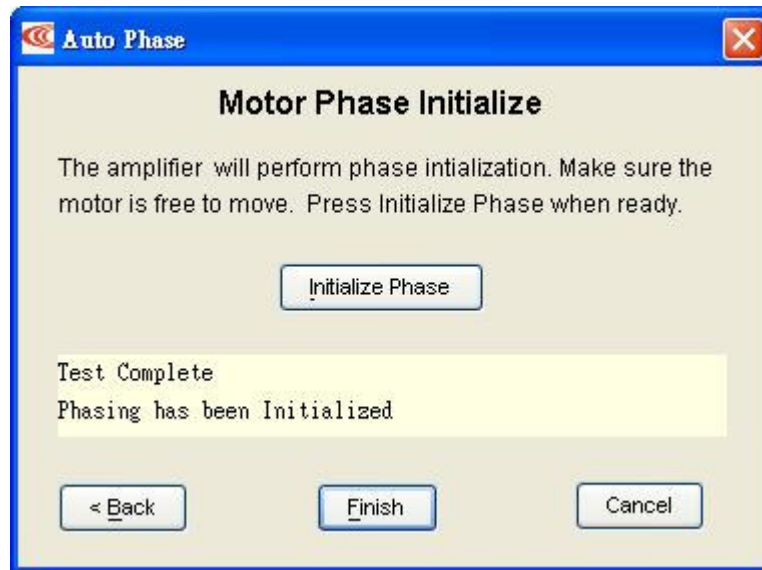 Auto Phase
Motor Phase Initialize
The amplifier will perform phase intialization. Make sure the
motor is free to move. Press Initialize Phase when ready.
Initialize Phase
Test Complete
Phasing has been Initialized
< Back
Finish
Cancel